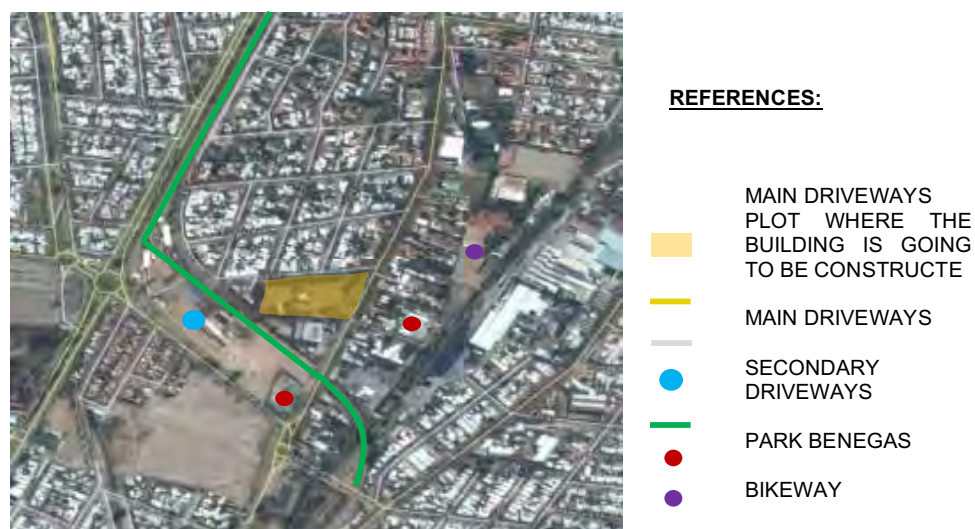 REFERENCES:
MAIN DRIVEWAYS
PLOT WHERE THE
BUILDING IS GOING
TO BE CONSTRUCTE
MAIN DRIVEWAYS
SECONDARY
DRIVEWAYS
PARK BENEGAS
BIKEWAY